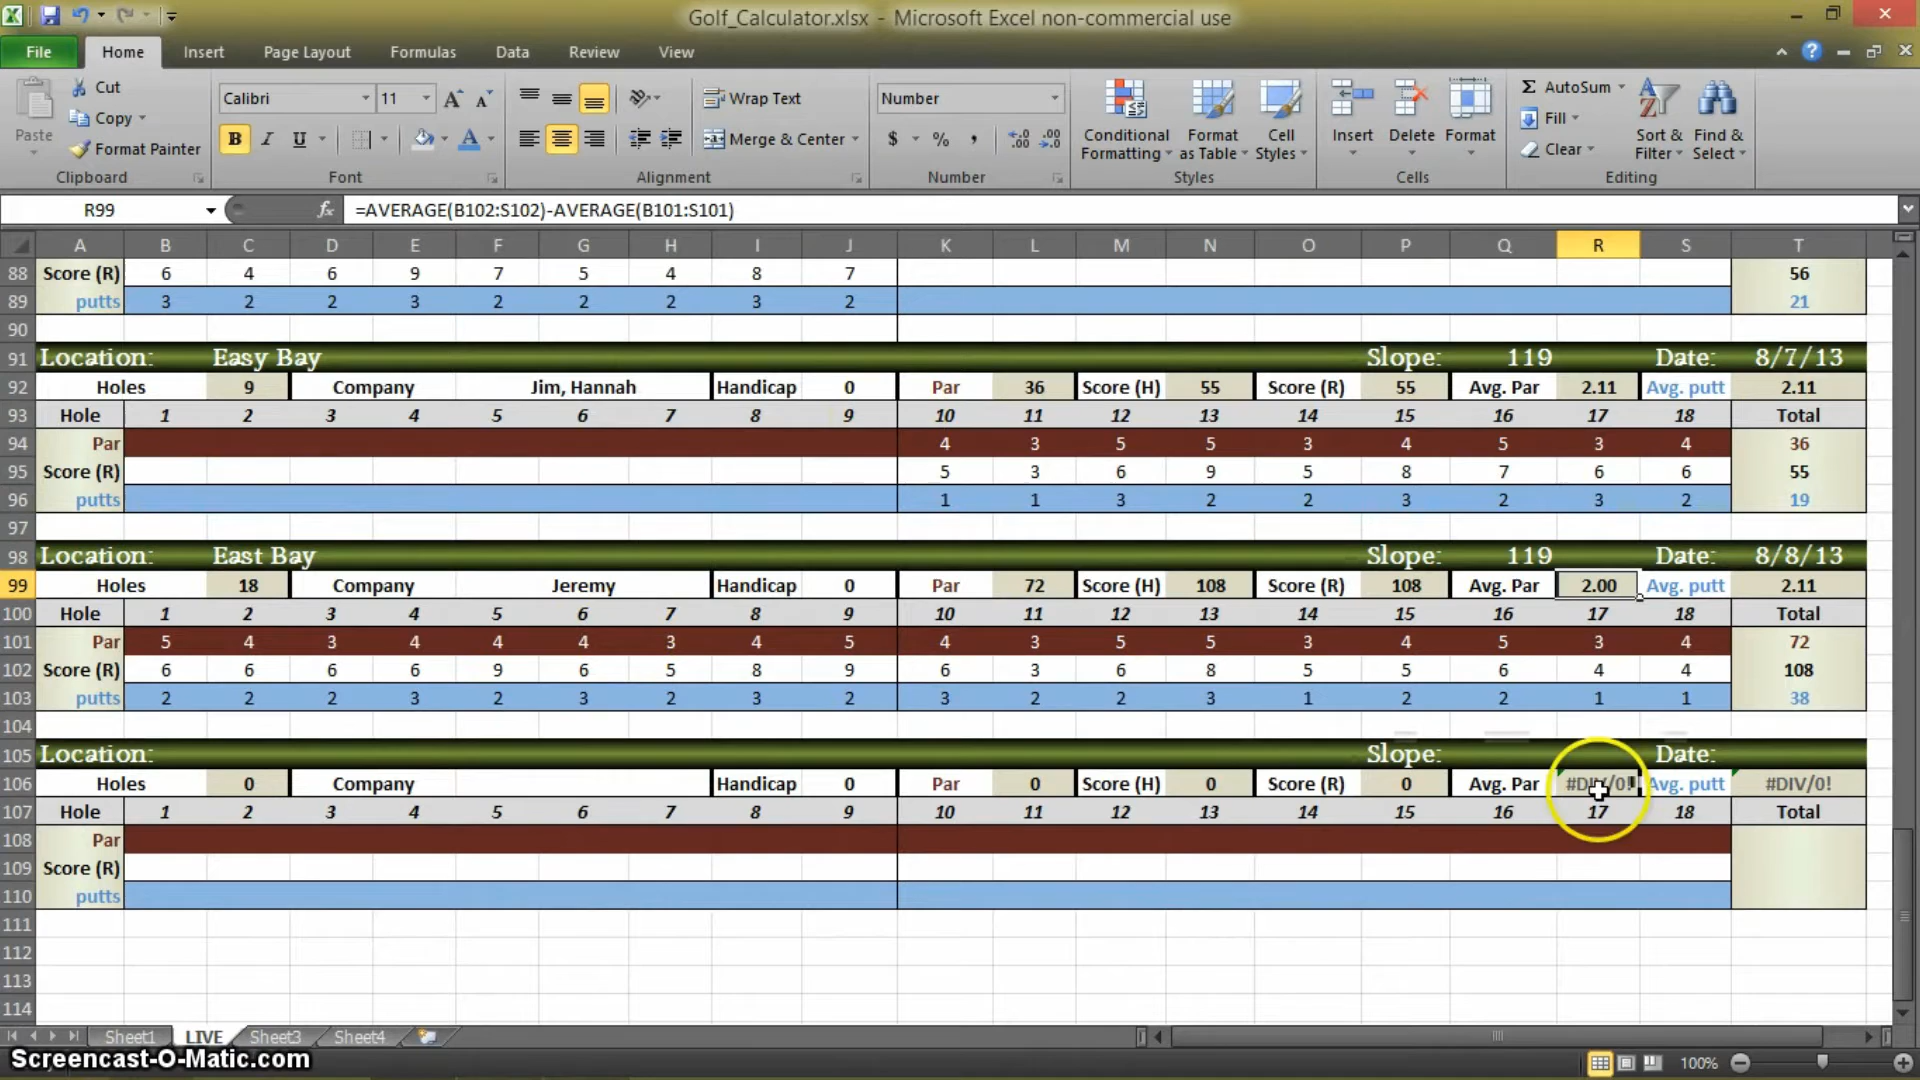 Golf_Calculator.xlsx - Microsoft Excel non-commercial use
File Home Insert Page Layout Formulas Data Review View
Paste Cut Copy Format Painter Clipboard
Calibri 11 B I U Font
Wrap Text Merge & Center Alignment
Number $ % , .0 .00 .00 .0 Number
Conditional Formatting Format as Table Cell Styles Styles
Insert Delete Format Cells
Σ AutoSum Fill Clear Sort & Filter Find & Select Editing
R99 fx =AVERAGE(B102:S102)-AVERAGE(B101:S101)
A B C D E F G H I J K L M N O P Q R S T
88 Score (R) 6 4 6 9 7 5 4 8 7 56
89 putts 3 2 2 3 2 2 2 3 2 21
90
91 Location: Easy Bay Slope: 119 Date: 8/7/13
92 Holes 9 Company Jim, Hannah Handicap 0 Par 36 Score (H) 55 Score (R) 55 Avg. Par 2.11 Avg. putt 2.11
93 Hole 1 2 3 4 5 6 7 8 9 10 11 12 13 14 15 16 17 18 Total
94 Par 4 3 5 5 3 4 5 3 4 36
95 Score (R) 5 3 6 9 5 8 7 6 6 55
96 putts 1 1 3 2 2 3 2 3 2 19
97
98 Location: East Bay Slope: 119 Date: 8/8/13
99 Holes 18 Company Jeremy Handicap 0 Par 72 Score (H) 108 Score (R) 108 Avg. Par 2.00 Avg. putt 2.11
100 Hole 1 2 3 4 5 6 7 8 9 10 11 12 13 14 15 16 17 18 Total
101 Par 5 4 3 4 4 4 3 4 5 4 3 5 5 3 4 5 3 4 72
102 Score (R) 6 6 6 6 9 6 5 8 9 6 3 6 8 5 5 6 4 4 108
103 putts 2 2 2 3 2 3 2 3 2 3 2 2 3 1 2 2 1 1 38
104
105 Location: Slope: Date:
106 Holes 0 Company Handicap 0 Par 0 Score (H) 0 Score (R) 0 Avg. Par #DIV/0! Avg. putt #DIV/0!
107 Hole 1 2 3 4 5 6 7 8 9 10 11 12 13 14 15 16 17 18 Total
108 Par
109 Score (R)
110 putts
111
112
113
114
Sheet1 LIVE Sheet3 Sheet4
Screencast-O-Matic.com 100%